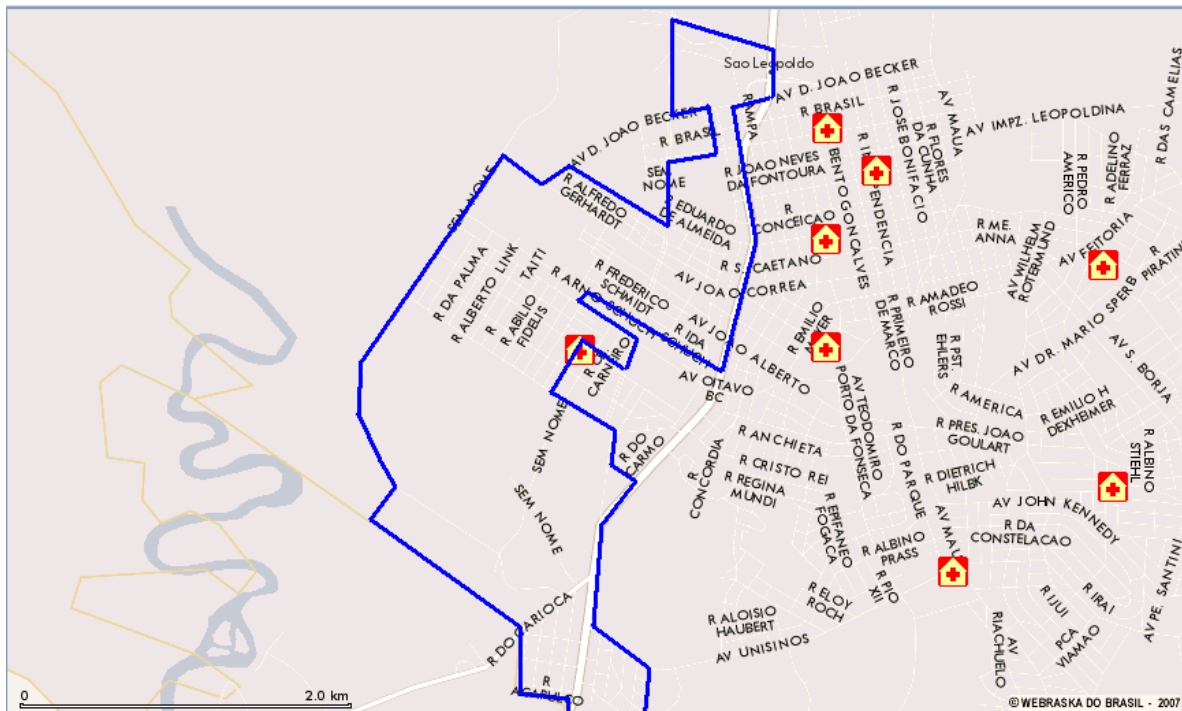 Sao Leopoldo
AV D. JOAO BECKER
R BRASIL
RAMPA
AV D. JOAO BECKER
R BRASIL
R JOSE BONIFACIO
R FLORES
DA CUNHA
AV MAUA
AV IMPZ. LEOPOLDINA
R DAS CAMELIAS
R PEDRO
AMERICO
R ADELINO
FERRAZ
SEM NOME
R ALFREDO
GERHARDT
SEM
NOME
R JOAO NEVES
DA FONTOURA
R EDUARDO
DE ALMEIDA
R
CONCEICAO
BENTO GONCALVES
R ME.
ANNA
AV WILHELM
ROTERMUND
AV FEITORIA
R
PIRATINI
R S. CAETANO
AV JOAO CORREA
R DA PALMA
R ALBERTO LINK
R TAITI
R ABILIO
FIDELIS
R FREDERICO
SCHMIDT
R ARNO SCHUCH
R IDA
AV JOAO ALBERTO
R EMILIO
R PRIMEIRO
DE MARCO
R AMADEO
ROSSI
R PST.
EHLERS
AV DR. MARIO SPERB
AV S. BORJA
CARNEIRO
AV OITAVO
BC
R AMERICA
R EMILIO H
DEXHEIMER
SEM NOME
R DO
CARMO
R
CONCORDIA
R ANCHIETA
R CRISTO REI
R REGINA
MUNDI
PORTO DA FONSECA
AV TEODOMIRO
R DO PARQUE
R PRES. JOAO
GOULART
R DIETRICH
HILBK
R ALBINO
STIEHL
SEM NOME
R EPIFANEO
FOGACA
R ALBINO
PRASS
R PIO
XII
AV JOHN KENNEDY
R DA
CONSTELACAO
R DO CARIOCA
R ELOY
ROCH
R ALOISIO
HAUBERT
AV UNISINOS
R IJUI
R IRAI
PCA
VIAMAO
AV
RIACHUELO
AV PE. SANTINI
R
0
2.0 km
© WEBRASKA DO BRASIL - 2007